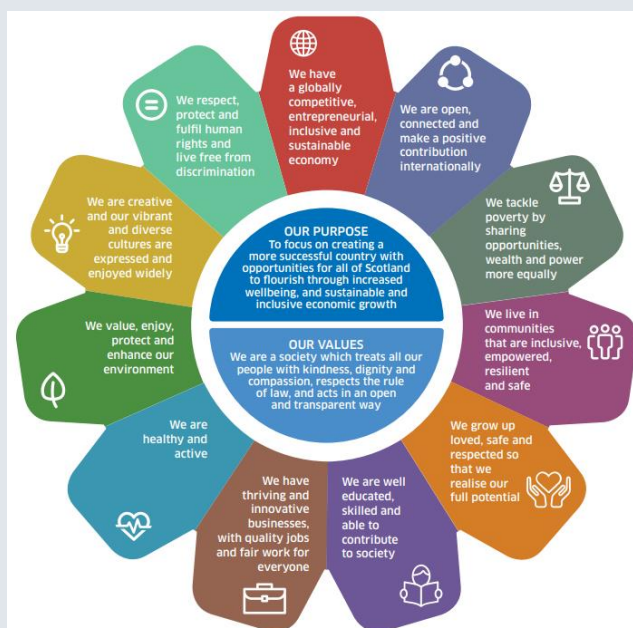 We have
a globally
competitive,
entrepreneurial,
inclusive and
sustainable
economy
We are open,
connected and
make a positive
contribution
internationally
We tackle
poverty by
sharing
opportunities,
wealth and power
more equally
We live in
communities
that are inclusive,
empowered,
resilient
and safe
We grow up
loved, safe and
respected so
that we
realise our
full potential
We are well
educated,
skilled and
able to
contribute
to society
We have
thriving and
innovative
businesses,
with quality jobs
and fair work for
everyone
We are
healthy and
active
We value, enjoy,
protect and
enhance our
environment
We are creative
and our vibrant
and diverse
cultures are
expressed and
enjoyed widely
We respect,
protect and
fulfil human
rights and
live free from
discrimination
OUR PURPOSE
To focus on creating a
more successful country with
opportunities for all of Scotland
to flourish through increased
wellbeing, and sustainable and
inclusive economic growth
OUR VALUES
We are a society which treats all our
people with kindness, dignity and
compassion, respects the rule
of law, and acts in an open
and transparent way